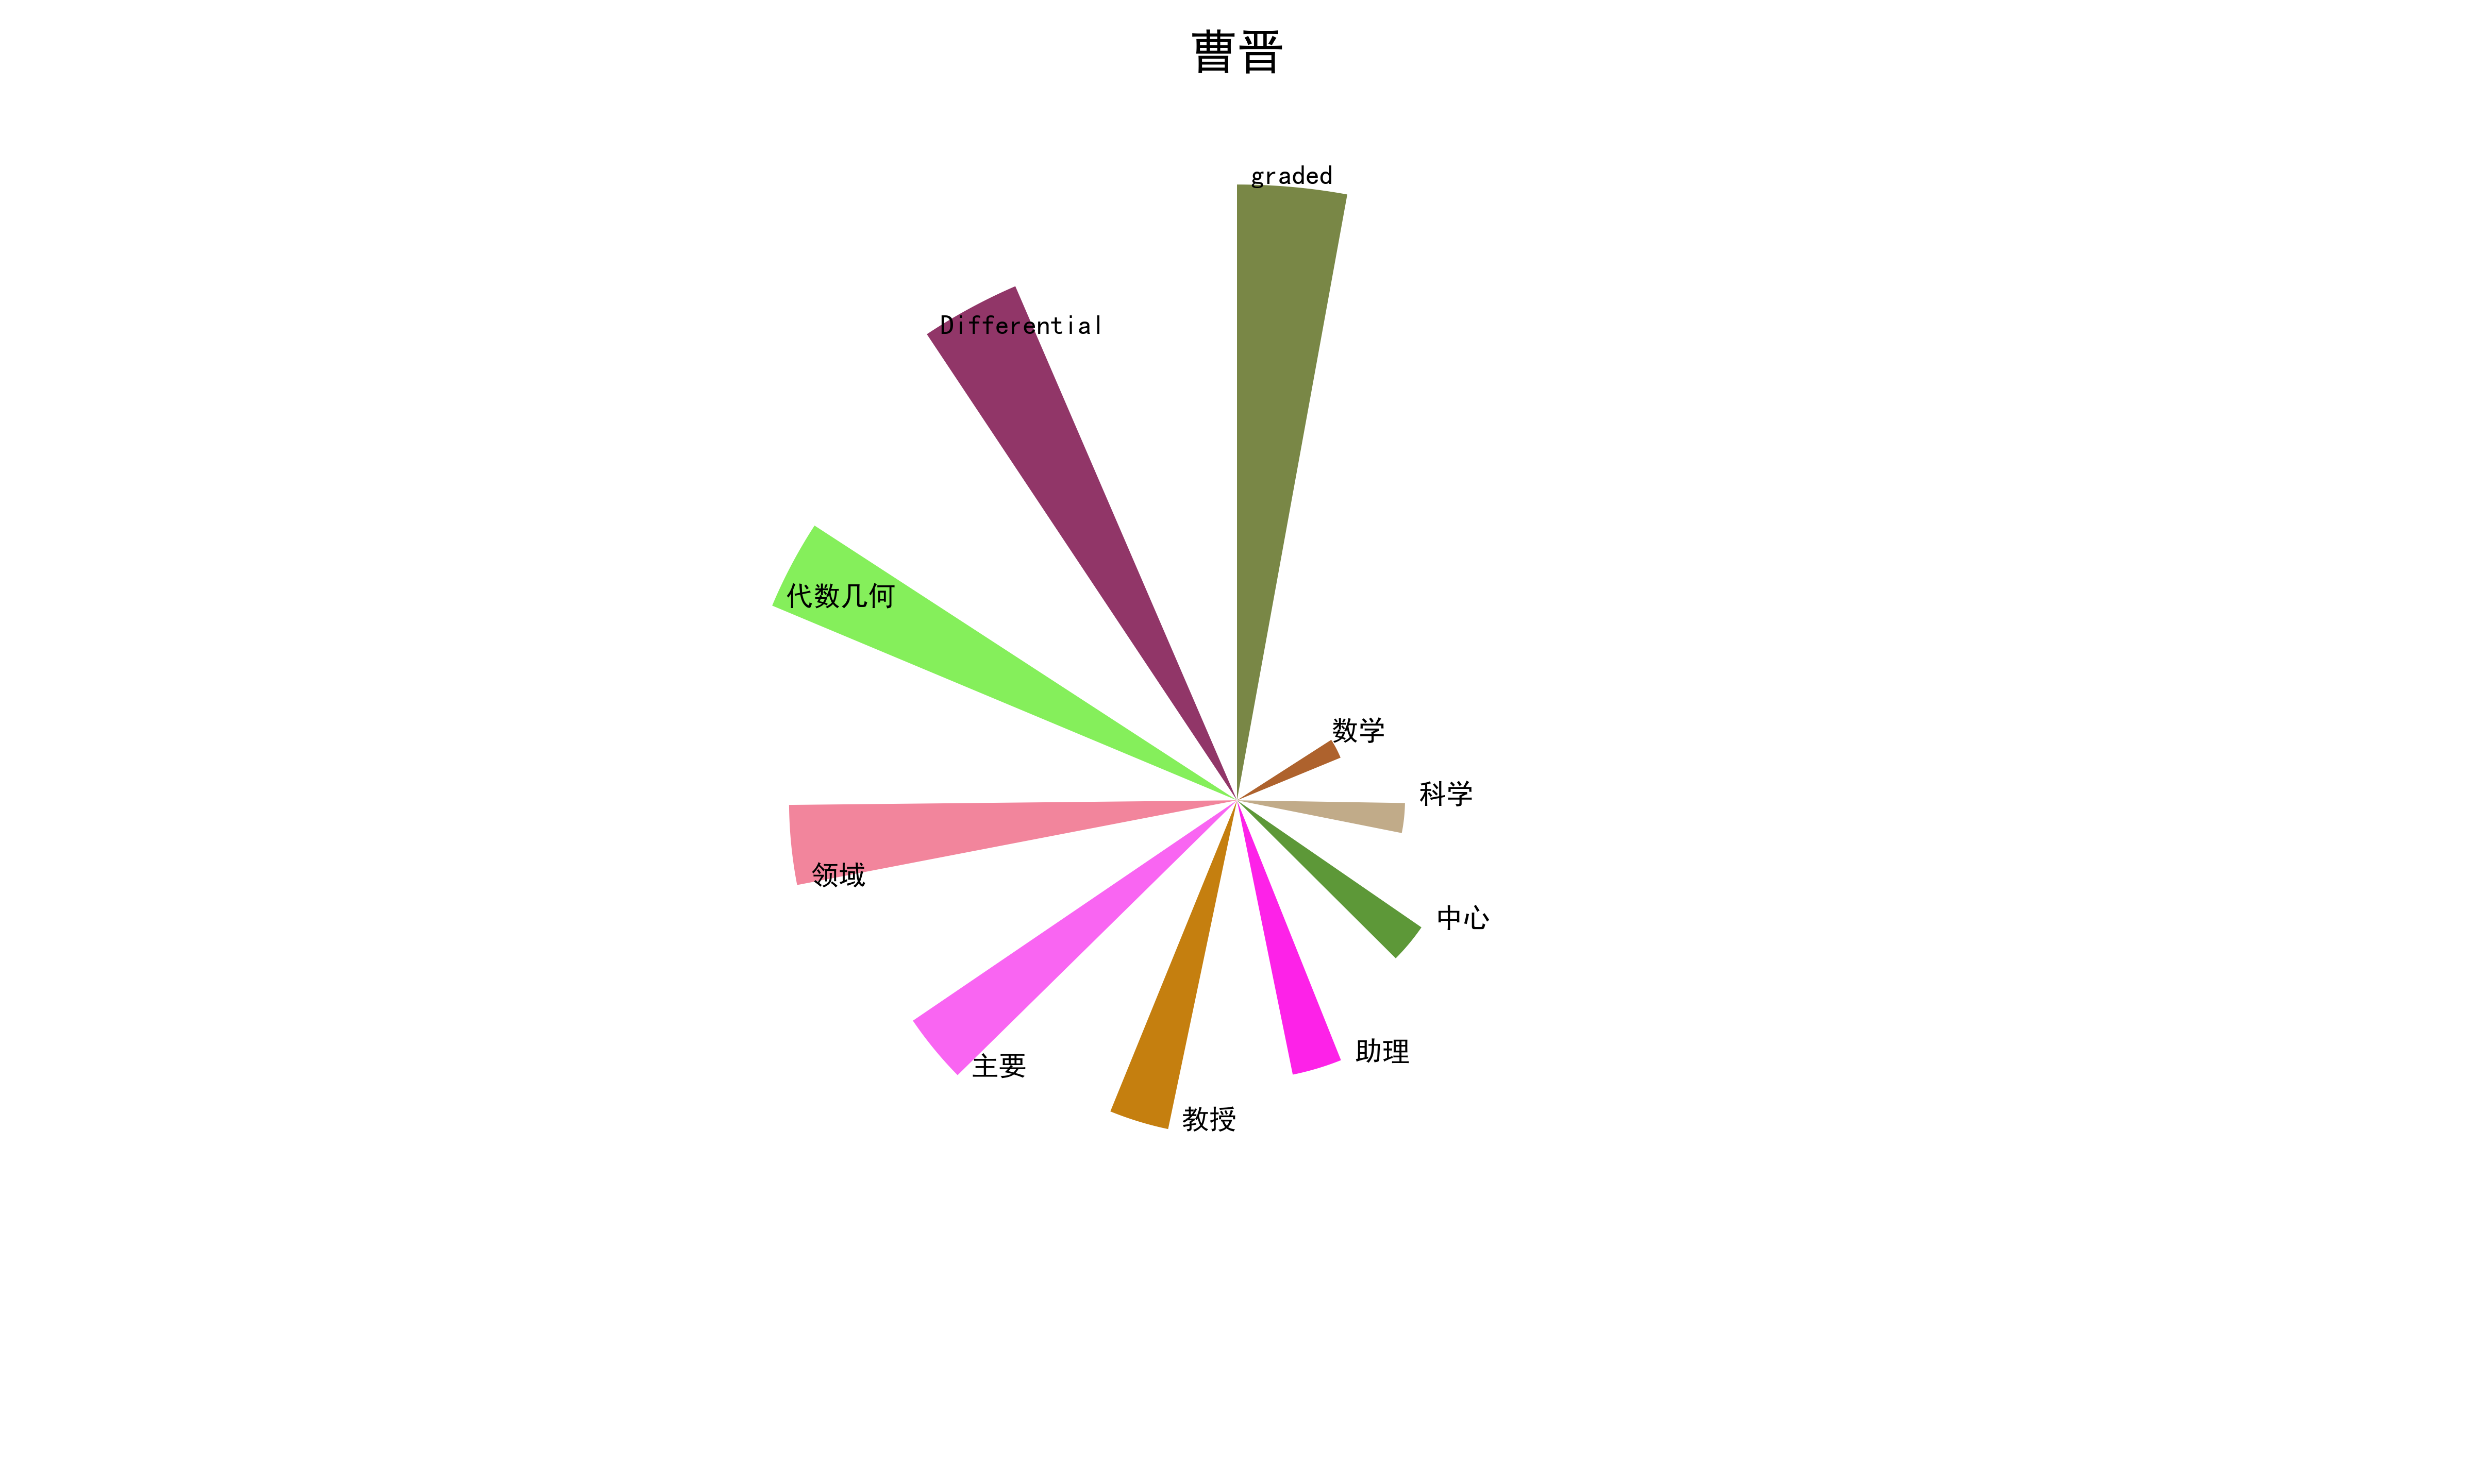 曹晋
graded
Differential
代数几何
数学
科学
领域
中心
助理
主要
教授